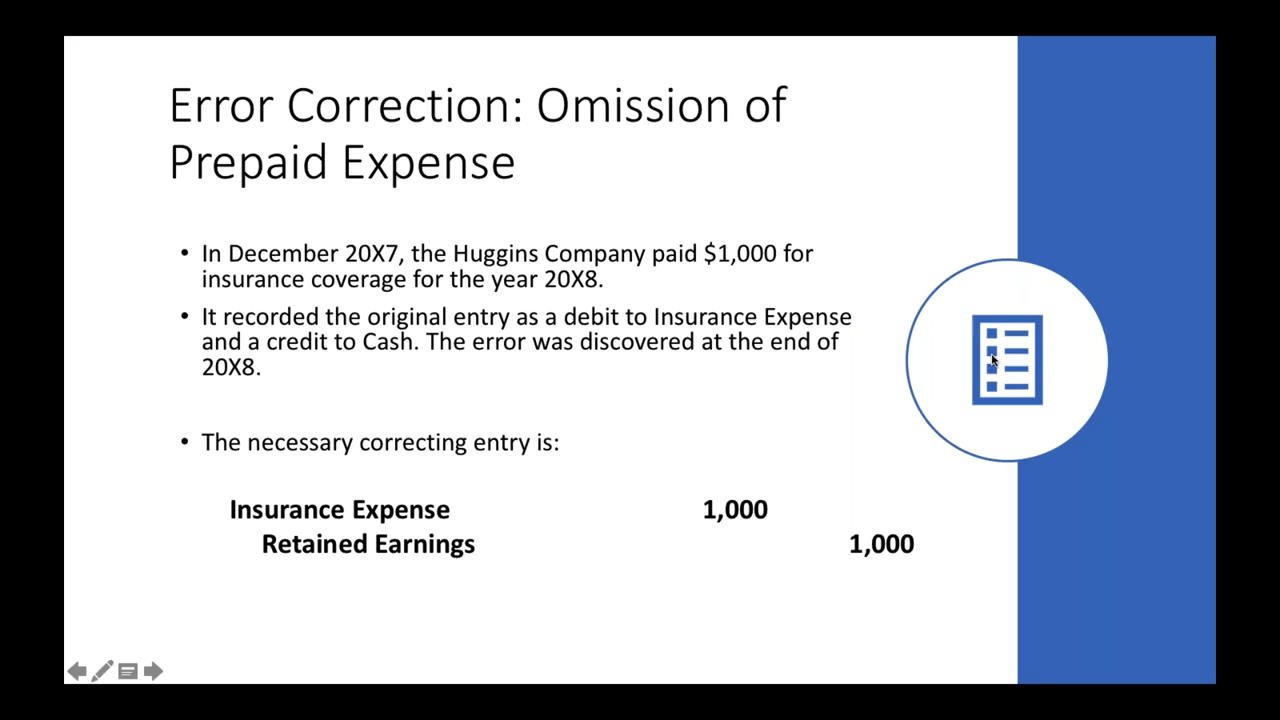 Error Correction: Omission of
Prepaid Expense
• In December 20X7, the Huggins Company paid $1,000 for
insurance coverage for the year 20X8.
• It recorded the original entry as a debit to Insurance Expense
and a credit to Cash. The error was discovered at the end of
20X8.
• The necessary correcting entry is:
Insurance Expense 1,000
Retained Earnings 1,000